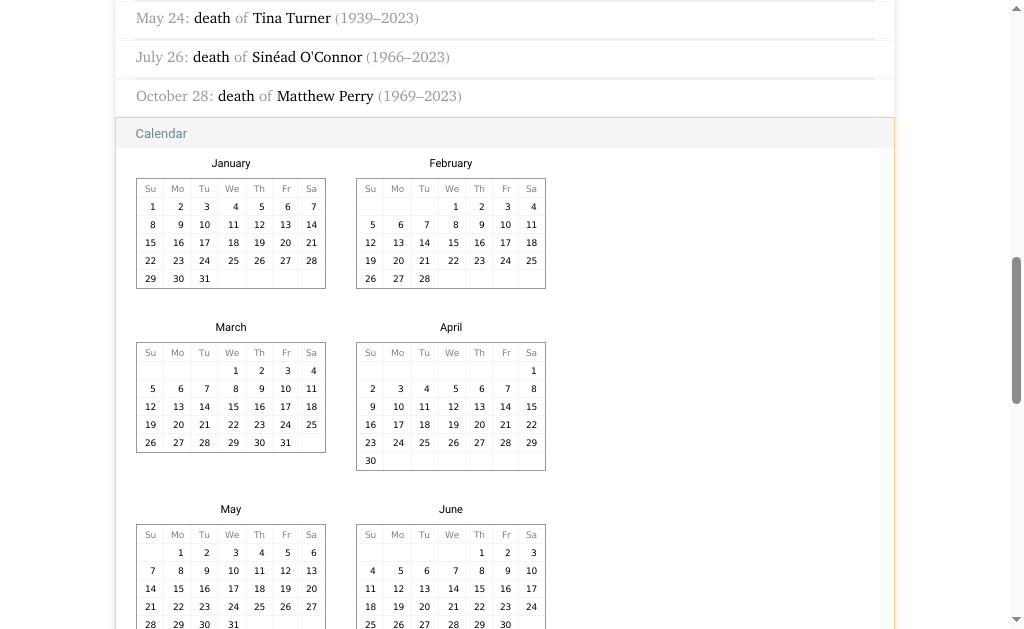 May 24: death of Tina Turner (1939–2023)
July 26: death of Sinéad O'Connor (1966–2023)
October 28: death of Matthew Perry (1969–2023)
Calendar
January
Su Mo Tu We Th Fr Sa
1 2 3 4 5 6 7
8 9 10 11 12 13 14
15 16 17 18 19 20 21
22 23 24 25 26 27 28
29 30 31
February
Su Mo Tu We Th Fr Sa
1 2 3 4
5 6 7 8 9 10 11
12 13 14 15 16 17 18
19 20 21 22 23 24 25
26 27 28
March
Su Mo Tu We Th Fr Sa
1 2 3 4
5 6 7 8 9 10 11
12 13 14 15 16 17 18
19 20 21 22 23 24 25
26 27 28 29 30 31
April
Su Mo Tu We Th Fr Sa
1
2 3 4 5 6 7 8
9 10 11 12 13 14 15
16 17 18 19 20 21 22
23 24 25 26 27 28 29
30
May
Su Mo Tu We Th Fr Sa
1 2 3 4 5 6
7 8 9 10 11 12 13
14 15 16 17 18 19 20
21 22 23 24 25 26 27
28 29 30 31
June
Su Mo Tu We Th Fr Sa
1 2 3
4 5 6 7 8 9 10
11 12 13 14 15 16 17
18 19 20 21 22 23 24
25 26 27 28 29 30